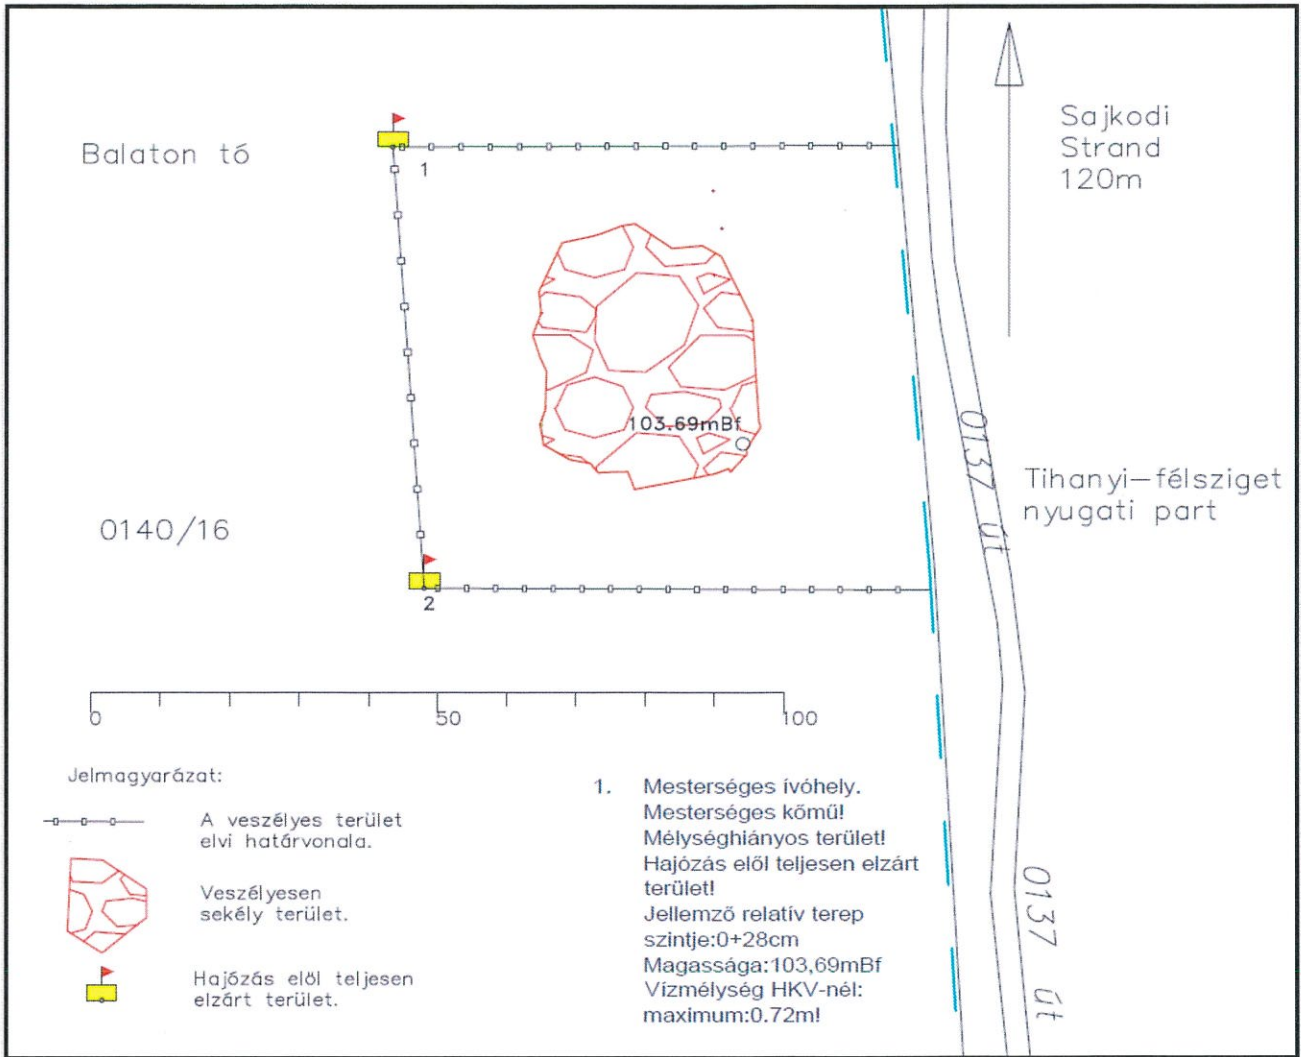 Balaton tó
1
Sajkodi
Strand
120m
103.69mBf
0137 út
Tihanyi-félsziget
nyugati part
0140/16
2
0 50 100
Jelmagyarázat:
A veszélyes terület
elvi határvonala.
Veszélyesen
sekély terület.
Hajózás elől teljesen
elzárt terület.
1. Mesterséges ívóhely.
Mesterséges kőmű!
Mélységhiányos terület!
Hajózás elől teljesen elzárt
terület!
Jellemző relatív terep
szintje:0+28cm
Magassága:103,69mBf
Vízmélység HKV-nél:
maximum:0.72m!
0137 út